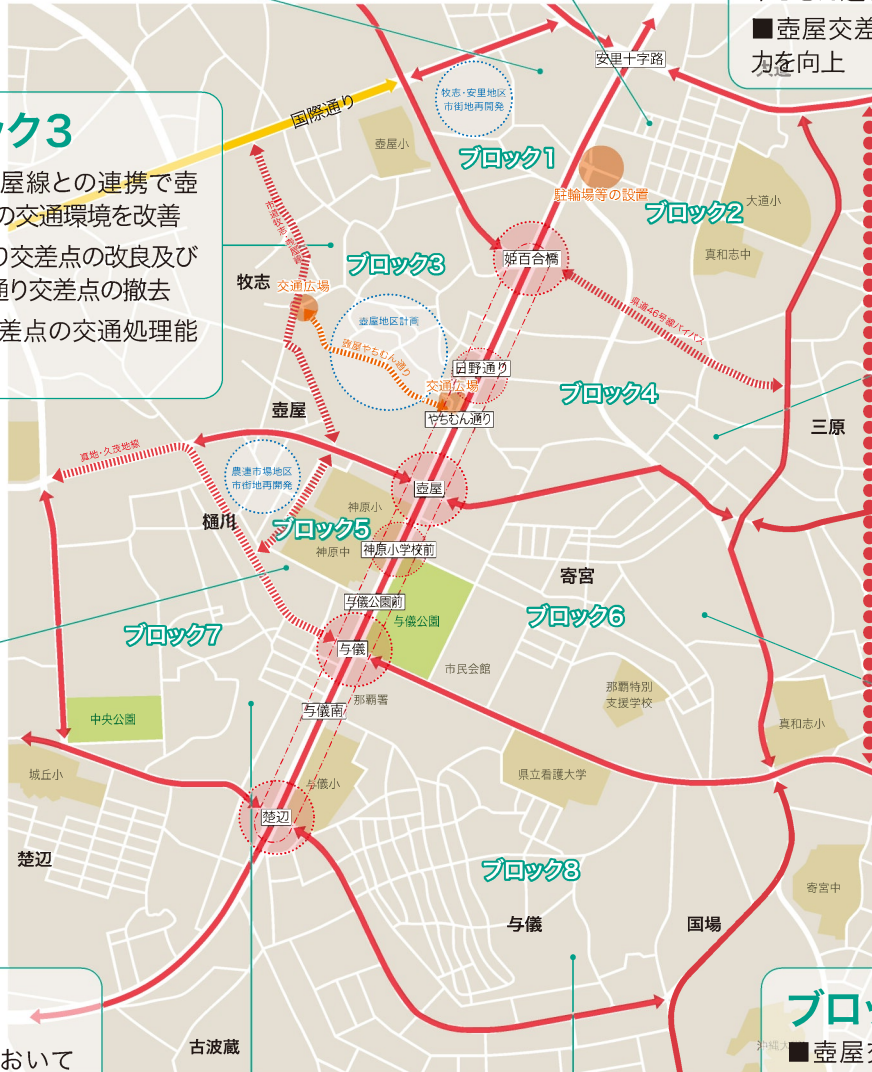 ■壺屋交差
力を向上
安里十字路
牧志・安里地区
市街地再開発
国際通り
ック3
壺屋小
ブロック1
屋線との連携で壺
の交通環境を改善
駐輪場等の設置
ブロック2
大道小
真和志中
り交差点の改良及び
通り交差点の撤去
差点の交通処理能
ブロック3
姫百合橋
牧志
交通広場
県道46号線バイパス
壺屋地区計画
壺屋やちむん通り
日野通り
交通広場
ブロック4
壺屋
やちむん通り
三原
真地・久茂地線
農連市場地区
市街地再開発
壺屋
神原小
樋川
ブロック5
神原中
神原小学校前
寄宮
与儀公園前
与儀公園
ブロック6
ブロック7
与儀
市民会館
那覇署
那覇特別
支援学校
与儀南
中央公園
真和志小
城丘小
県立看護大学
与儀小
楚辺
楚辺
ブロック8
寄宮中
与儀
国場
ブロッ
古波蔵
おいて
■壺屋交